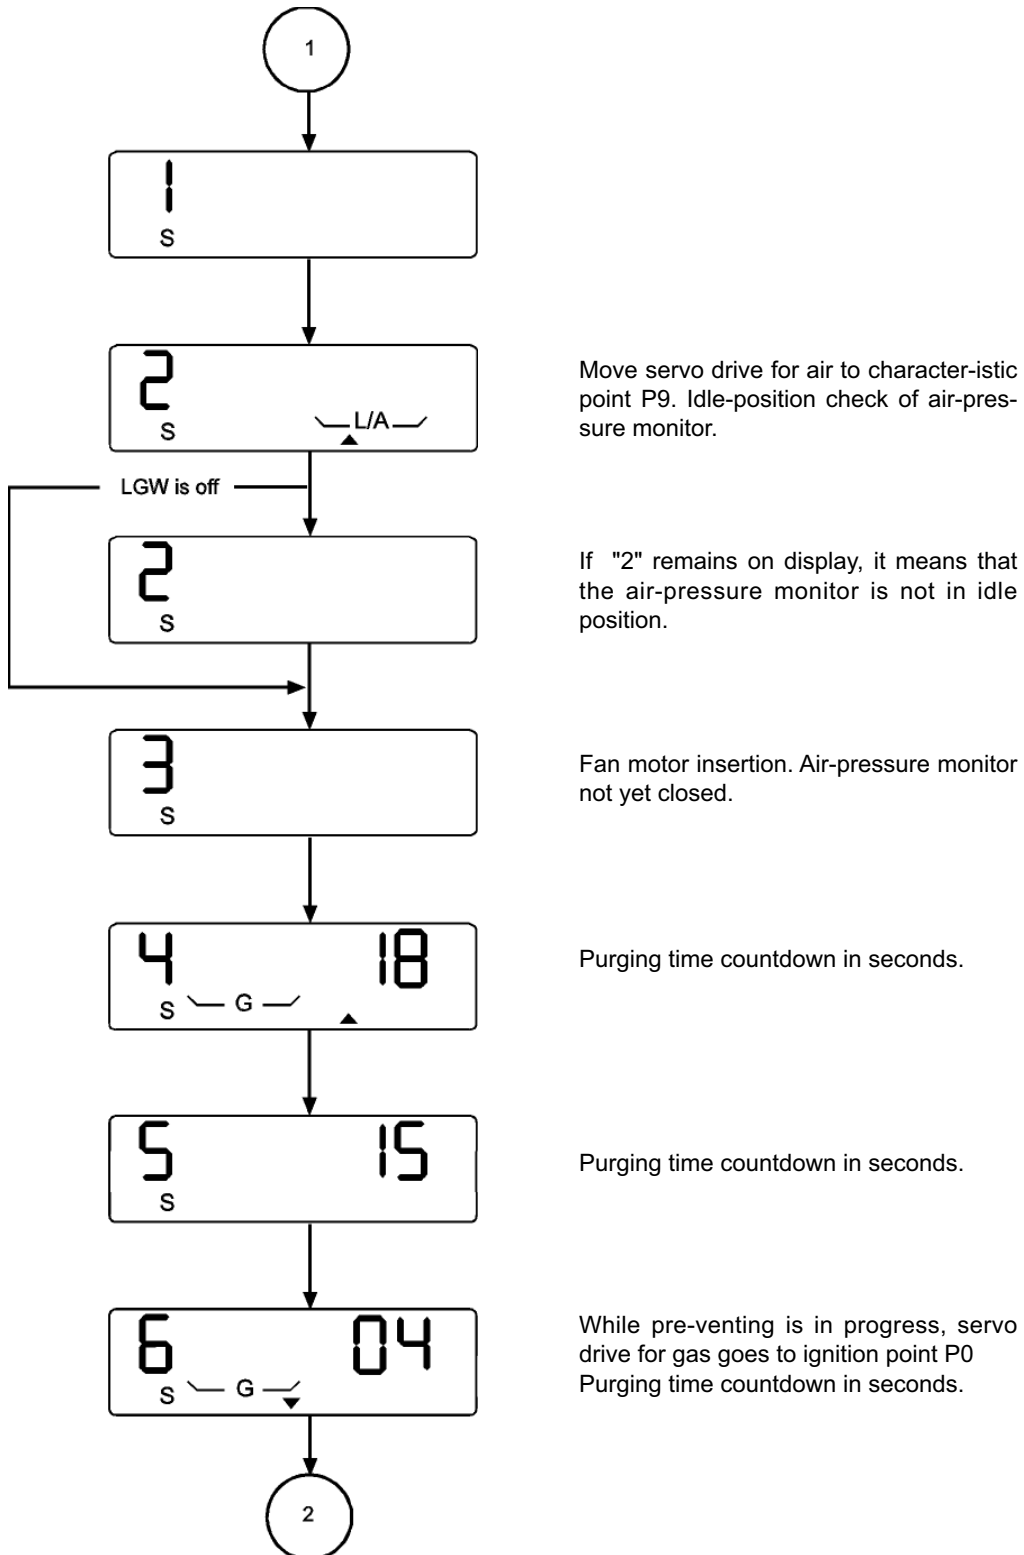 1
1
S
2
S
L/A
Move servo drive for air to character-istic
point P9. Idle-position check of air-pres-
sure monitor.
LGW is off
2
S
If "2" remains on display, it means that
the air-pressure monitor is not in idle
position.
3
S
Fan motor insertion. Air-pressure monitor
not yet closed.
4 18
S G
Purging time countdown in seconds.
5 15
S
Purging time countdown in seconds.
6 04
S G
While pre-venting is in progress, servo
drive for gas goes to ignition point P0
Purging time countdown in seconds.
2